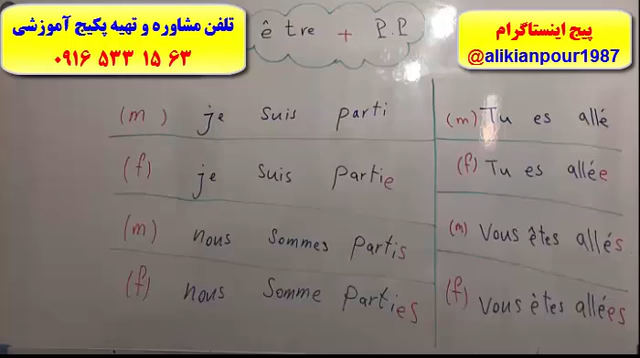 تلفن مشاوره و تهیه پکیج آموزشی
۰۹۱۶ ۵۳۳ ۱۵ ۶۳
être + P.P
پیج اینستاگرام
@alikianpour1987
(m) je suis parti
(f) je suis partie
(m) nous sommes partis
(f) nous somme parties
(m) Tu es allé
(f) Tu es allée
(m) Vous êtes allés
(f) Vous êtes allées